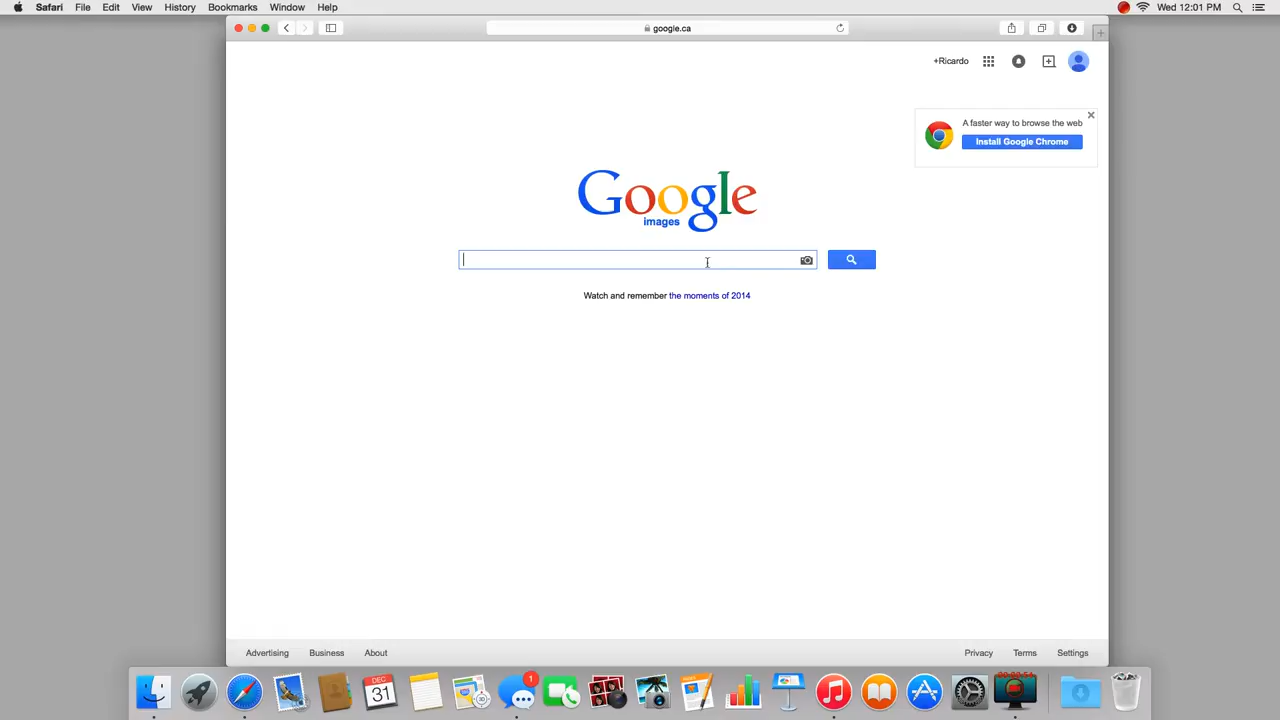 Safari File Edit View History Bookmarks Window Help Wed 12:01 PM
google.ca
+Ricardo
A faster way to browse the web
Install Google Chrome
Google
images
Watch and remember the moments of 2014
Advertising Business About Privacy Terms Settings
DEC
31
1